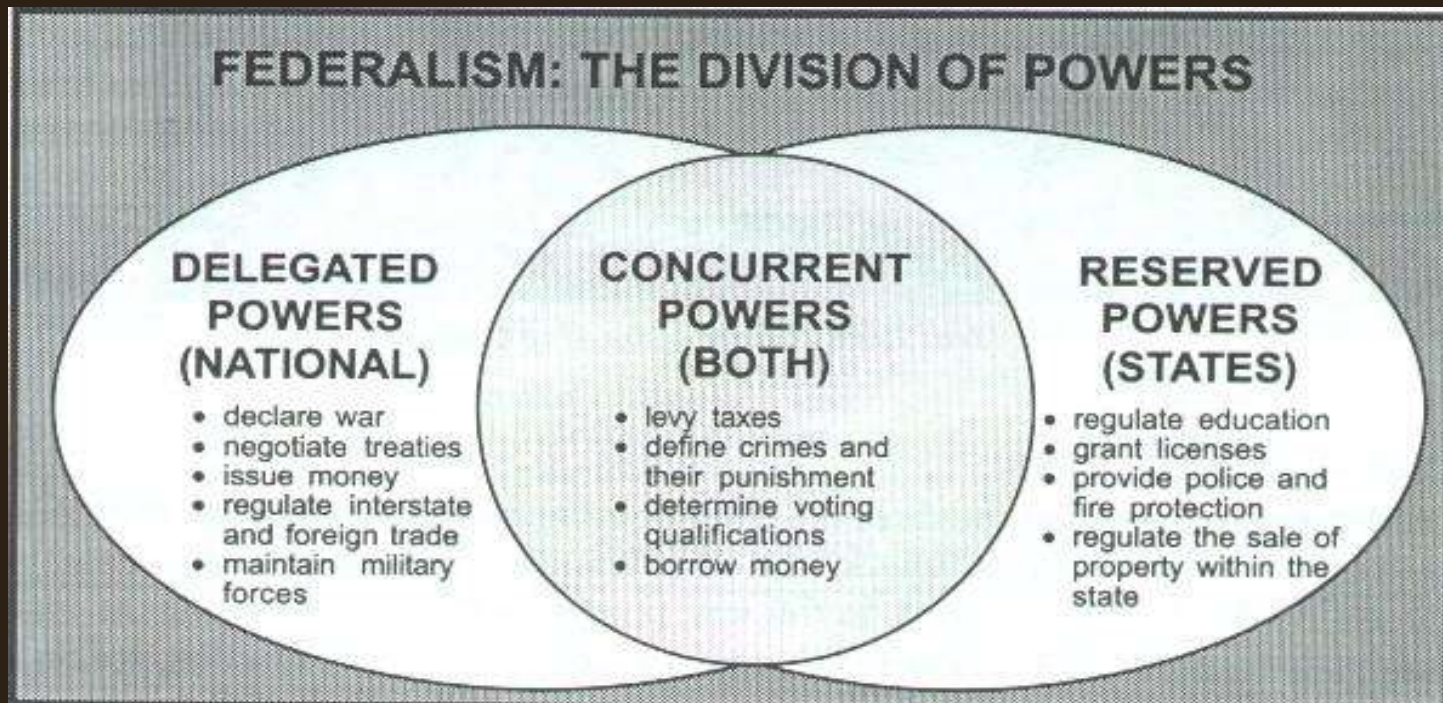 FEDERALISM: THE DIVISION OF POWERS
DELEGATED
POWERS
(NATIONAL)
• declare war
• negotiate treaties
• issue money
• regulate interstate
and foreign trade
• maintain military
forces
CONCURRENT
POWERS
(BOTH)
• levy taxes
• define crimes and
their punishment
• determine voting
qualifications
• borrow money
RESERVED
POWERS
(STATES)
• regulate education
• grant licenses
• provide police and
fire protection
• regulate the sale of
property within the
state